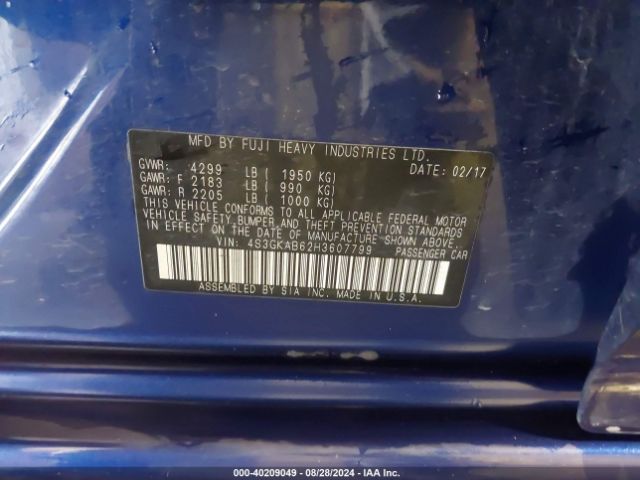 MFD BY FUJI HEAVY INDUSTRIES LTD.
GVWR: 4299 LB ( 1950 KG) DATE: 02/17
GAWR: F 2183 LB ( 990 KG)
GAWR: R 2205 LB ( 1000 KG)
THIS VEHICLE CONFORMS TO ALL APPLICABLE FEDERAL MOTOR
VEHICLE SAFETY,BUMPER AND THEFT PREVENTION STANDARDS
IN EFFECT ON THE DATE OF MANUFACTURE SHOWN ABOVE.
VIN: 4S3GKAB62H3607799 PASSENGER CAR
ASSEMBLED BY SIA INC. MADE IN U.S.A.
000-40209049 - 08/28/2024 - IAA Inc.